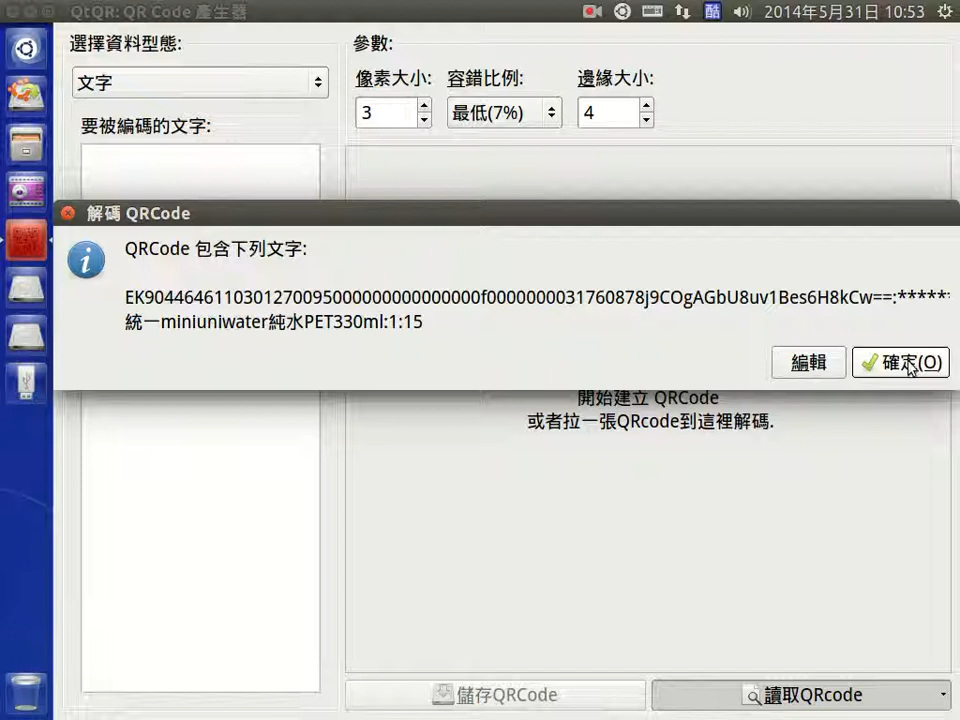 QtQR: QR Code 產生器
酷
2014年5月31日 10:53
選擇資料型態:
參數:
文字
像素大小:
容錯比例:
邊緣大小:
3
最低(7%)
4
要被編碼的文字:
解碼 QRCode
QRCode 包含下列文字:
EK90446461103012700950000000000000000f0000000031760878j9COgAGbU8uv1Bes6H8kCw==:******
統一miniuniwater純水PET330ml:1:15
編輯
確定(O)
開始建立 QRCode
或者拉一張QRcode到這裡解碼.
儲存QRCode
讀取QRcode